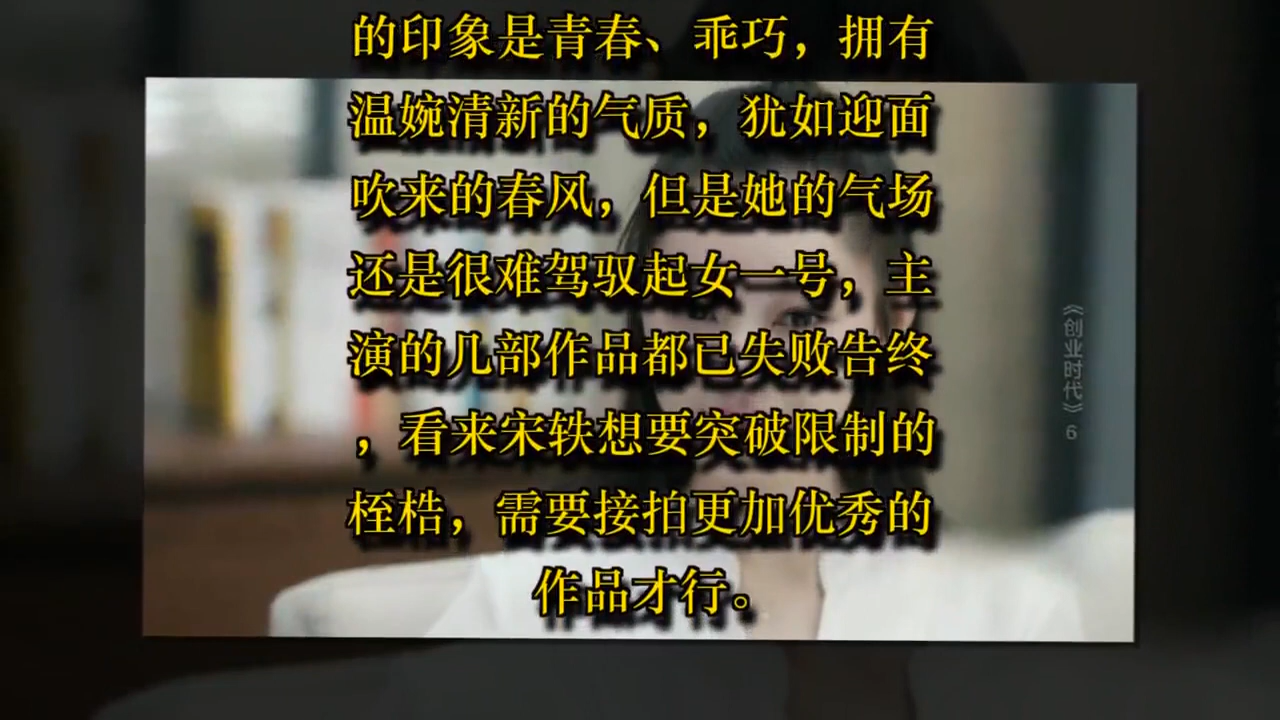 的印象是青春、乖巧，拥有
温婉清新的气质，犹如迎面
吹来的春风，但是她的气场
还是很难驾驭起女一号，主
演的几部作品都已失败告终
，看来宋轶想要突破限制的
桎梏，需要接拍更加优秀的
作品才行。
《创业时代》6